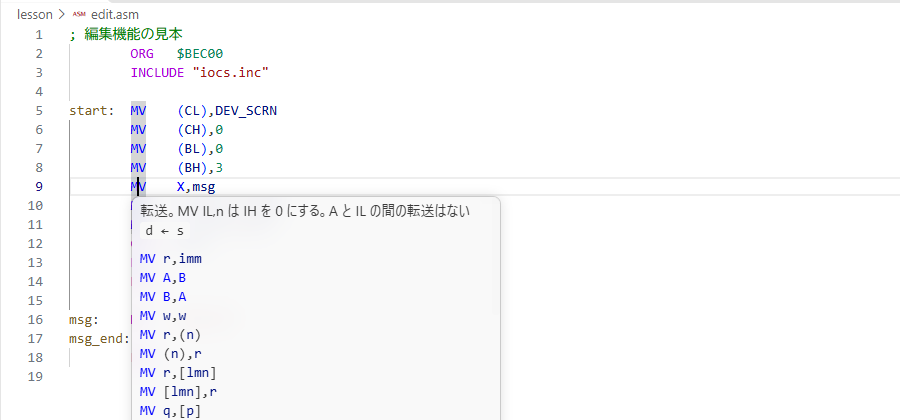 lesson > ASM edit.asm
1 ; 編集機能の見本
2 ORG $BEC00
3 INCLUDE "iocs.inc"
4
5 start: MV (CL),DEV_SCRN
6 MV (CH),0
7 MV (BL),0
8 MV (BH),3
9 MV X,msg
10
転送。MV IL,n は IH を 0 にする。A と IL の間の転送はない
11
d ← s
12
13 MV r,imm
14 MV A,B
15 MV B,A
16 msg: MV w,w
17 msg_end: MV r,(n)
18 MV (n),r
19 MV r,[lmn]
MV [lmn],r
MV q,[p]